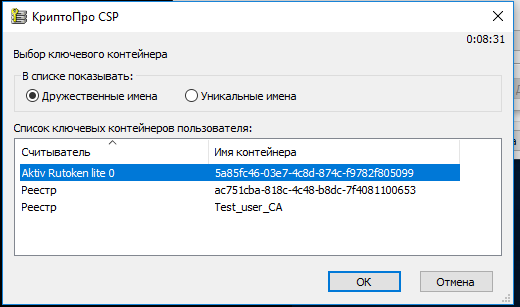 КриптоПро CSP
0:08:31
Выбор ключевого контейнера
В списке показывать:
Дружественные имена Уникальные имена
Список ключевых контейнеров пользователя:
Считыватель Имя контейнера
Aktiv Rutoken lite 0 5a85fc46-03e7-4c8d-874c-f9782f805099
Реестр ac751cba-818c-4c48-b8dc-7f4081100653
Реестр Test_user_CA
ОК Отмена